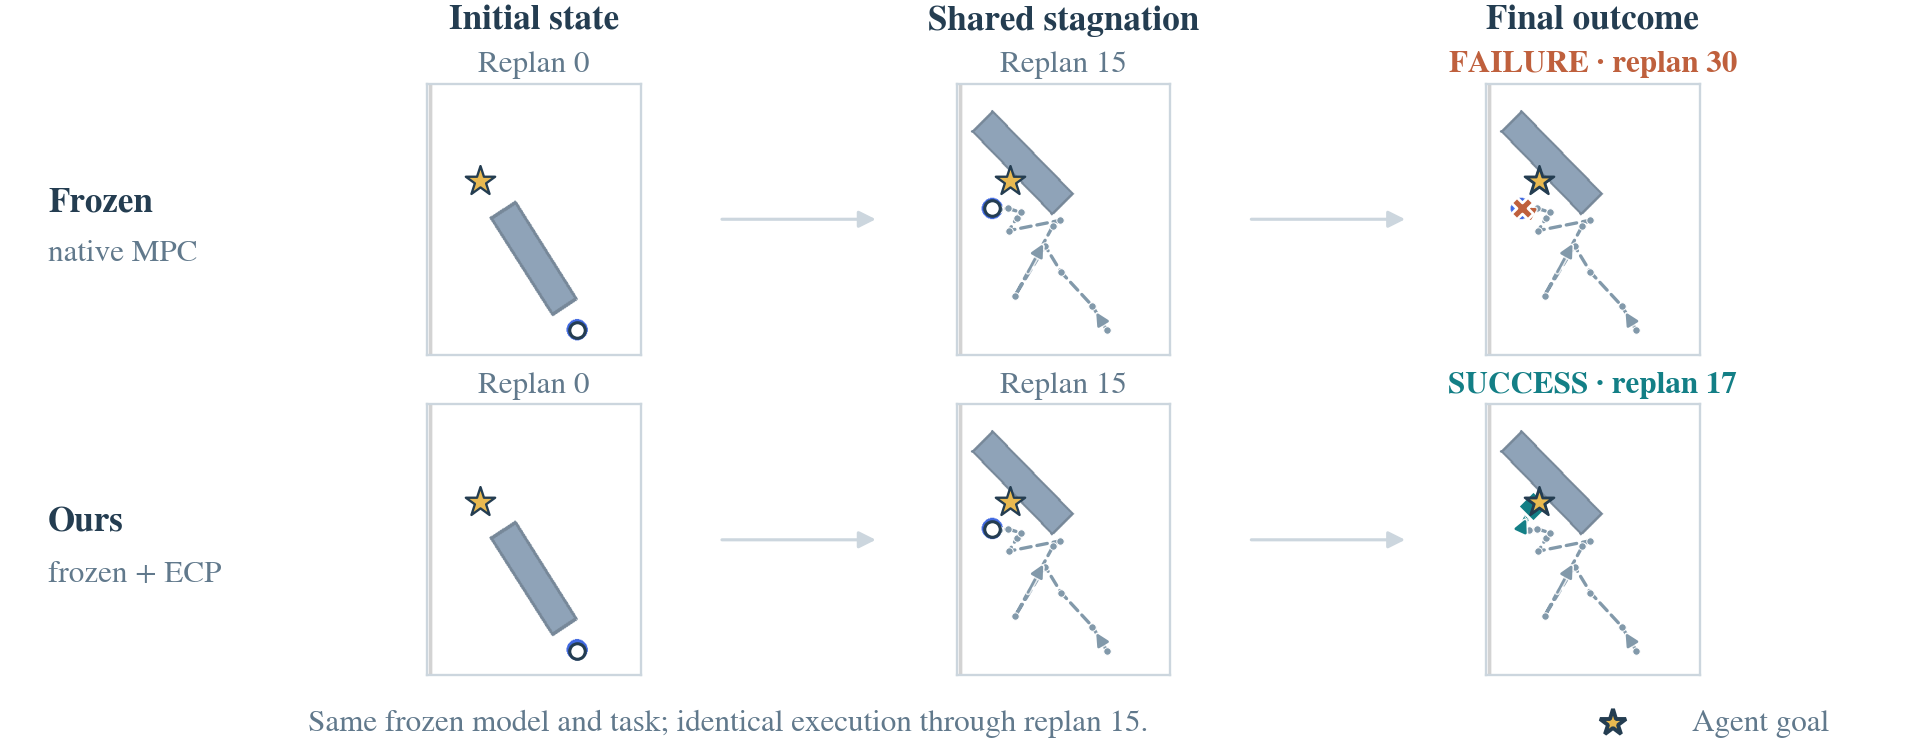 Initial state
Shared stagnation
Final outcome
Replan 0
Replan 15
FAILURE · replan 30
Frozen
native MPC
Replan 0
Replan 15
SUCCESS · replan 17
Ours
frozen + ECP
Same frozen model and task; identical execution through replan 15.
Agent goal